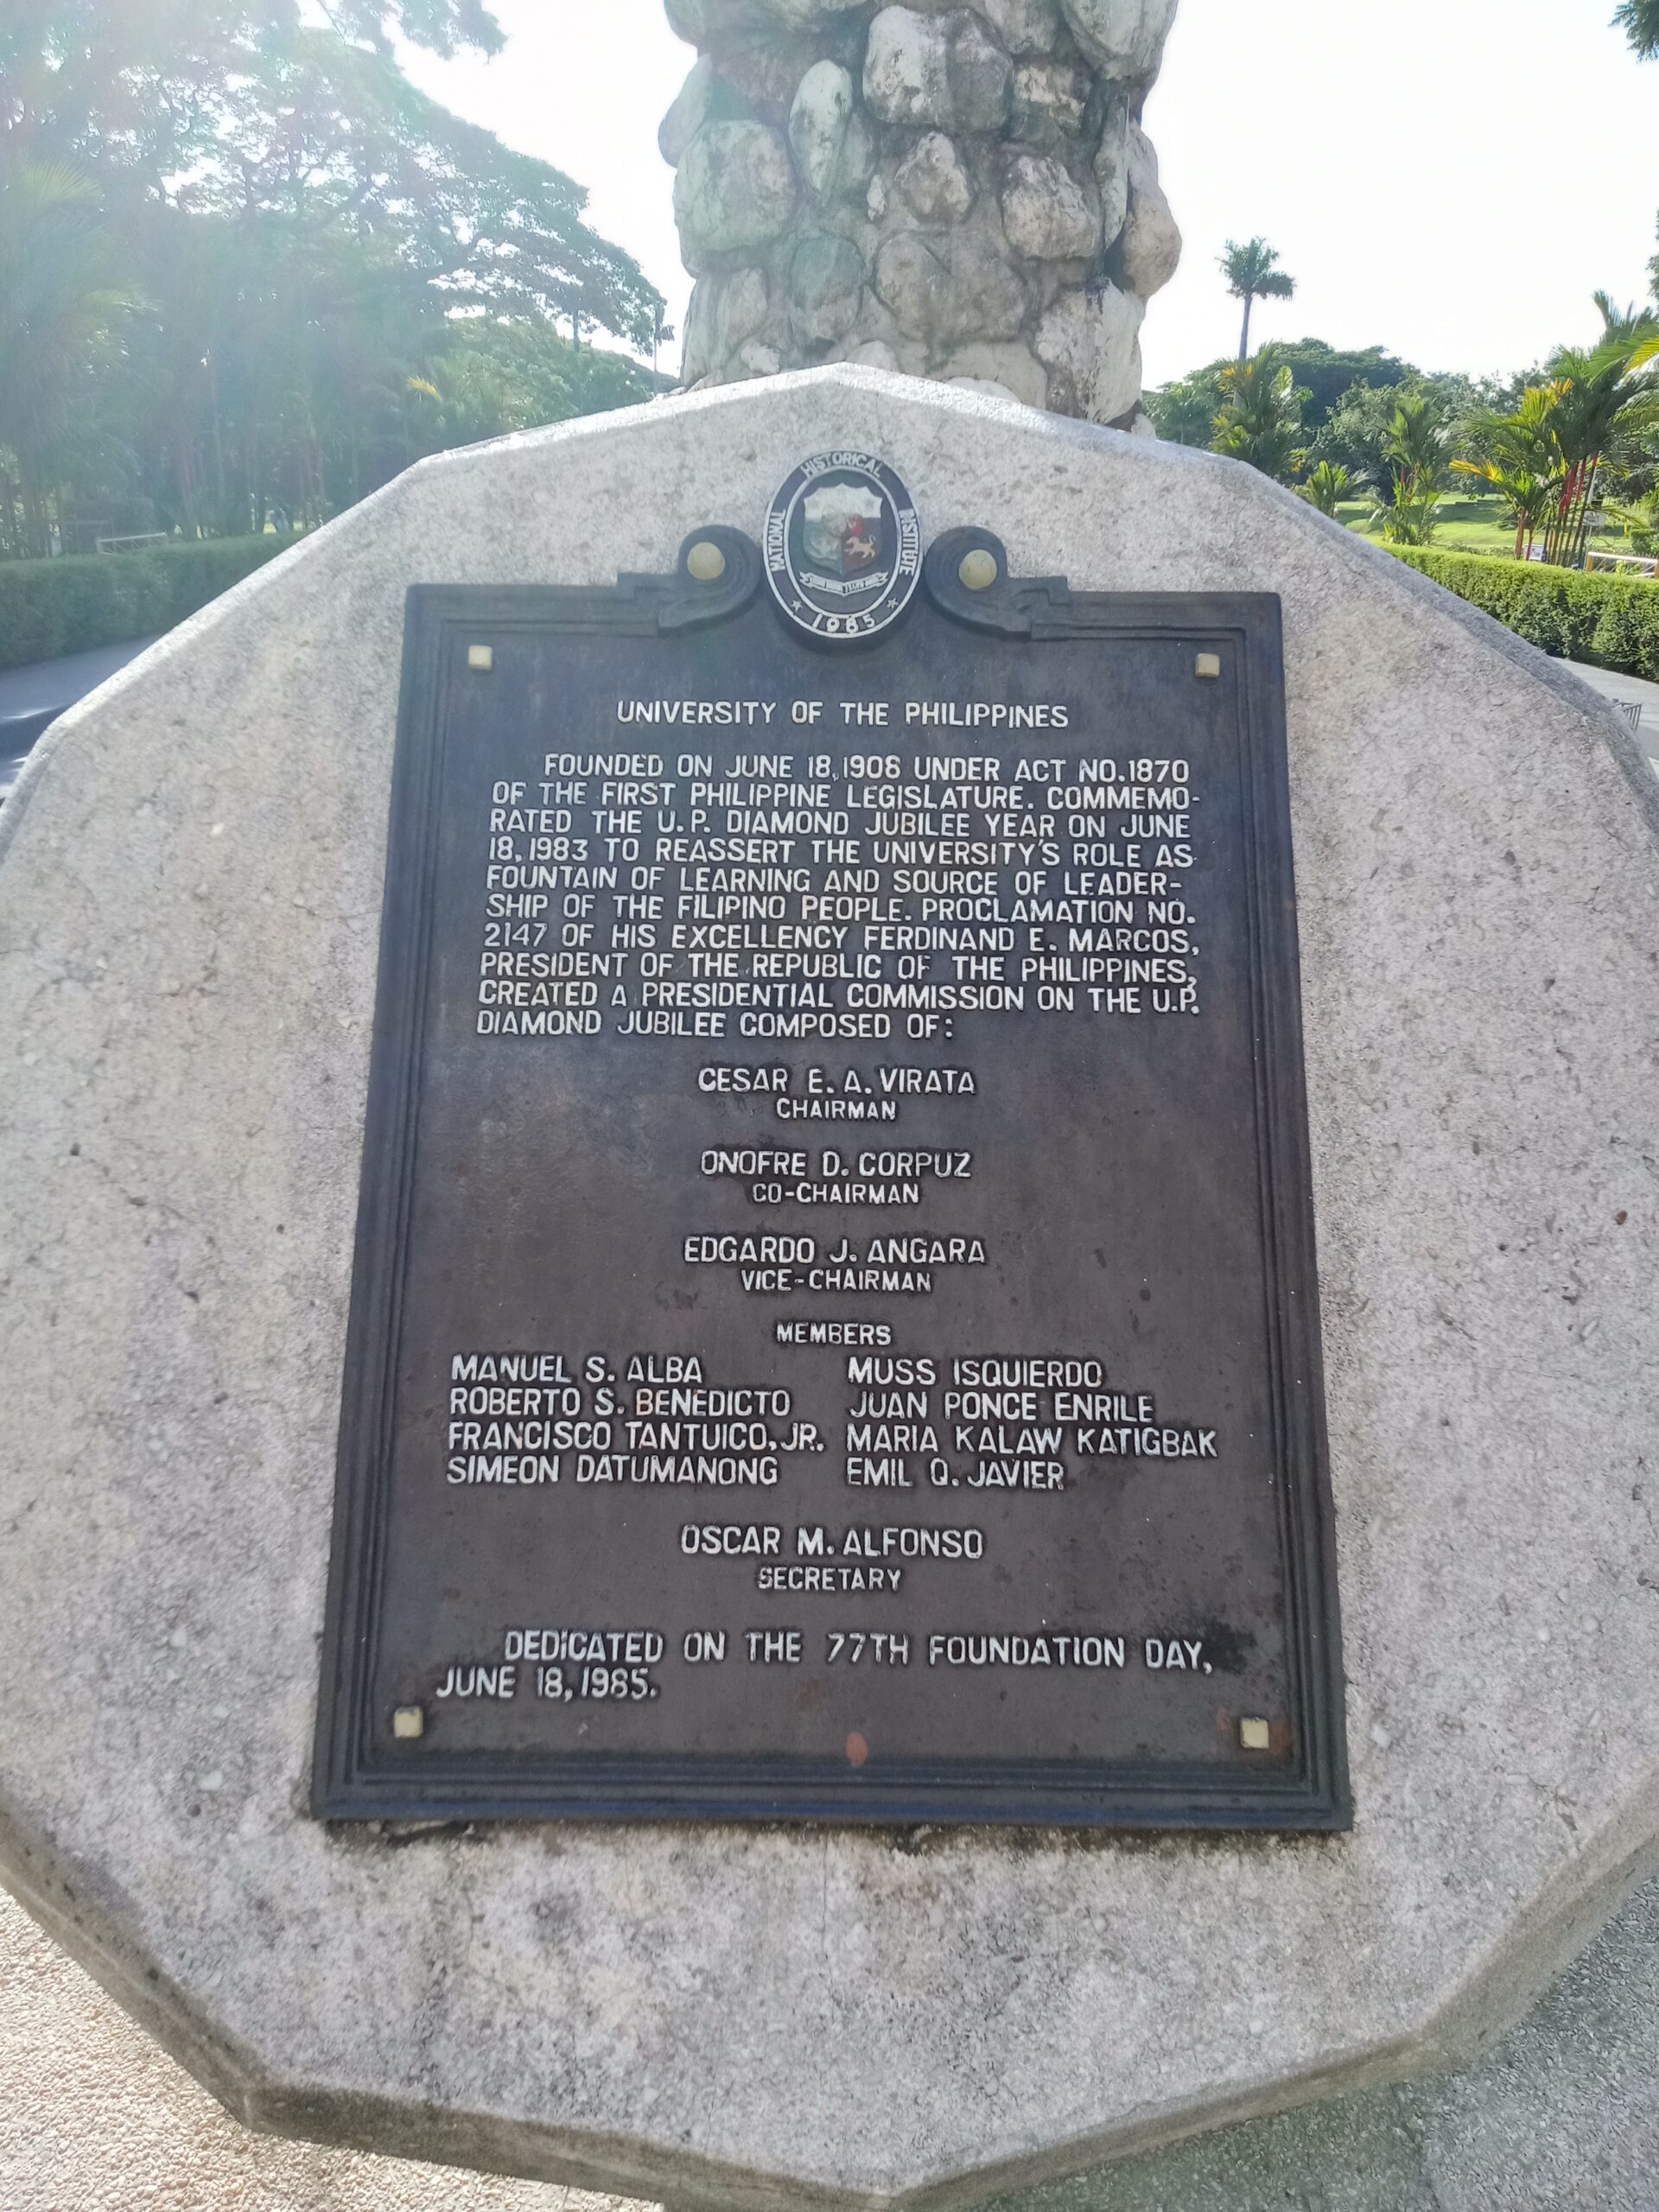 NATIONAL HISTORICAL INSTITUTE
1985
UNIVERSITY OF THE PHILIPPINES
FOUNDED ON JUNE 18, 1908 UNDER ACT NO. 1870
OF THE FIRST PHILIPPINE LEGISLATURE. COMMEMO-
RATED THE U.P. DIAMOND JUBILEE YEAR ON JUNE
18, 1983 TO REASSERT THE UNIVERSITY'S ROLE AS
FOUNTAIN OF LEARNING AND SOURCE OF LEADER-
SHIP OF THE FILIPINO PEOPLE. PROCLAMATION NO.
2147 OF HIS EXCELLENCY FERDINAND E. MARCOS,
PRESIDENT OF THE REPUBLIC OF THE PHILIPPINES,
CREATED A PRESIDENTIAL COMMISSION ON THE U.P.
DIAMOND JUBILEE COMPOSED OF:
CESAR E. A. VIRATA
CHAIRMAN
ONOFRE D. CORPUZ
CO-CHAIRMAN
EDGARDO J. ANGARA
VICE-CHAIRMAN
MEMBERS
MANUEL S. ALBA MUSS ISQUIERDO
ROBERTO S. BENEDICTO JUAN PONCE ENRILE
FRANCISCO TANTUICO, JR. MARIA KALAW KATIGBAK
SIMEON DATUMANONG EMIL Q. JAVIER
OSCAR M. ALFONSO
SECRETARY
DEDICATED ON THE 77TH FOUNDATION DAY,
JUNE 18, 1985.